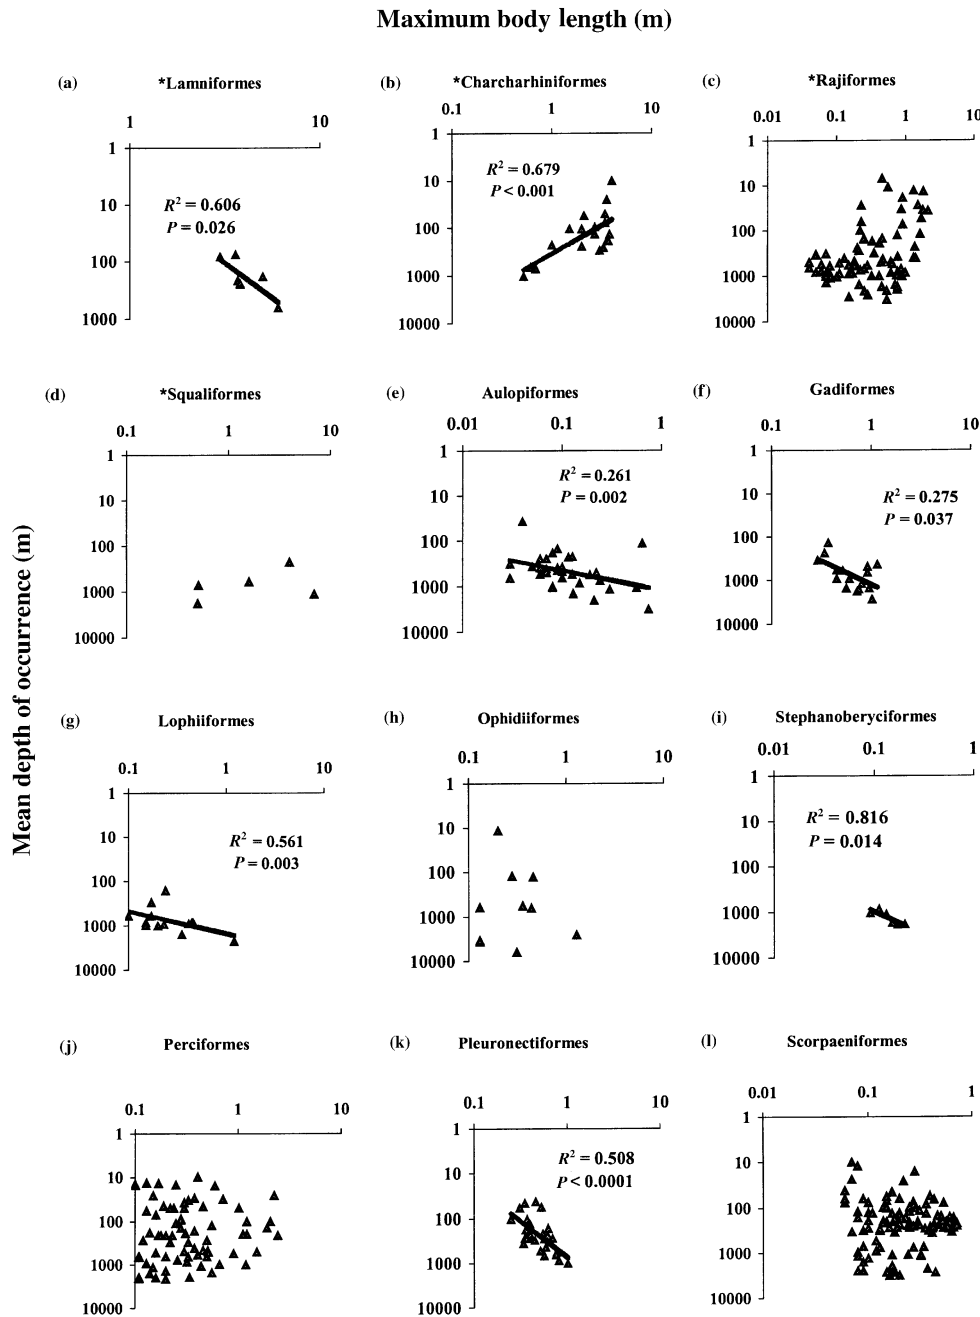 Maximum body length (m)
Mean depth of occurrence (m)
(a) *Lamniformes
1 10
1
R² = 0.606
P = 0.026
100
1000
(b) *Charcharhiniformes
0.1 1 10
1
10
R² = 0.679
P < 0.001
100
1000
10000
(c) *Rajiformes
0.01 0.1 1 10
1
10
100
1000
10000
(d) *Squaliformes
0.1 1 10
1
10
100
1000
10000
(e) Aulopiformes
0.01 0.1 1
1
R² = 0.261
P = 0.002
10
100
1000
10000
(f) Gadiformes
0.1 1 10
1
10
R² = 0.275
P = 0.037
100
1000
10000
(g) Lophiiformes
0.1 1 10
1
10
R² = 0.561
P = 0.003
100
1000
10000
(h) Ophidiiformes
0.1 1 10
1
10
100
1000
10000
(i) Stephanoberyciformes
0.01 0.1 1
1
10
R² = 0.816
P = 0.014
100
1000
10000
(j) Perciformes
0.1 1 10
1
10
100
1000
10000
(k) Pleuronectiformes
0.1 1 10
1
R² = 0.508
10
P < 0.0001
100
1000
10000
(l) Scorpaeniformes
0.01 0.1 1
1
10
100
1000
10000